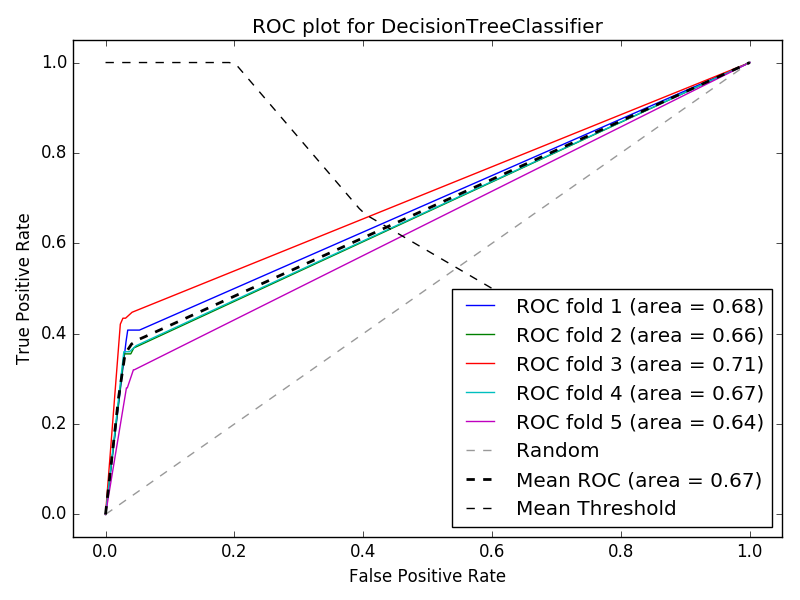 ROC plot for DecisionTreeClassifier
True Positive Rate
1.0
0.8
0.6
0.4
0.2
0.0
ROC fold 1 (area = 0.68)
ROC fold 2 (area = 0.66)
ROC fold 3 (area = 0.71)
ROC fold 4 (area = 0.67)
ROC fold 5 (area = 0.64)
Random
Mean ROC (area = 0.67)
Mean Threshold
0.0 0.2 0.4 0.6 0.8 1.0
False Positive Rate